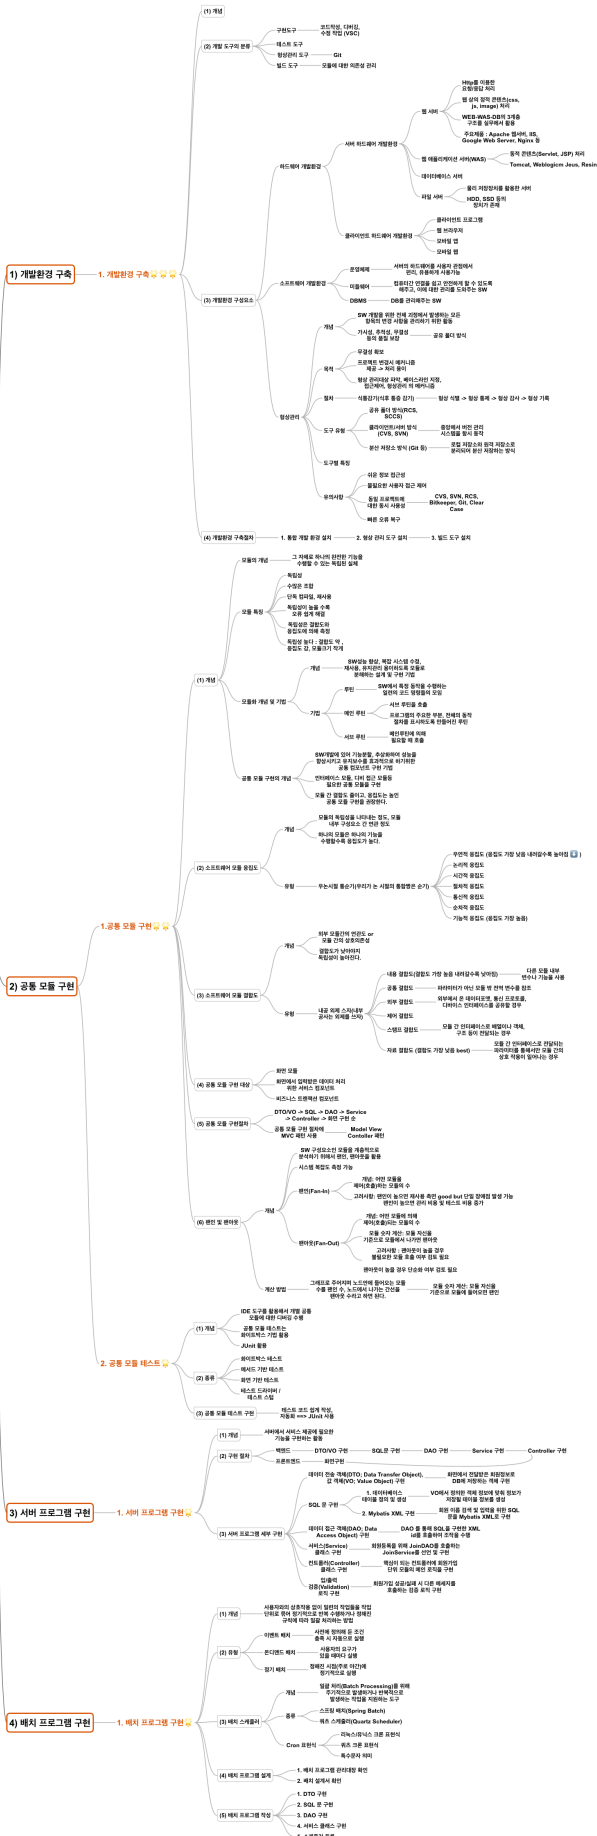 1) 개발환경 구축
1. 개발환경 구축
(1) 개념
(2) 개발 도구의 분류
구현도구
코드작성, 디버깅,
수정 작업 (VSC)
테스트 도구
형상관리 도구
Git
빌드 도구
모듈에 대한 의존성 관리
(3) 개발환경 구성요소
하드웨어 개발환경
서버 하드웨어 개발환경
웹 서버
Http를 이용한
요청/응답 처리
웹 상의 정적 콘텐츠(css,
js, image) 처리
WEB-WAS-DB의 3계층
구조를 실무에서 활용
주요제품 : Apache 웹서버, IIS,
Google Web Server, Nginx 등
웹 애플리케이션 서버(WAS)
동적 콘텐츠(Servlet, JSP) 처리
Tomcat, Weblogicm Jeus, Resin
데이터베이스 서버
파일 서버
물리 저장장치를 활용한 서버
HDD, SSD 등의
장치가 존재
클라이언트 하드웨어 개발환경
클라이언트 프로그램
웹 브라우저
모바일 앱
모바일 웹
소프트웨어 개발환경
운영체제
서버의 하드웨어를 사용자 관점에서
편리, 유용하게 사용가능
미들웨어
컴퓨터간 연결을 쉽고 안전하게 할 수 있도록
해주고, 이에 대한 관리를 도와주는 SW
DBMS
DB를 관리해주는 SW
형상관리
개념
SW 개발을 위한 전체 과정에서 발생하는 모든
항목의 변경 사항을 관리하기 위한 활동
가시성, 추적성, 무결성
등의 품질 보장
공유 폴더 방식
목적
무결성 확보
프로젝트 변경시 메커니즘
제공 -> 처리 용이
형상 관리대상 파악, 베이스라인 지정,
접근제어, 형상관리 의 메커니즘
절차
식통감기(식후 통증 감기)
형상 식별 -> 형상 통제 -> 형상 감사 -> 형상 기록
도구 유형
공유 폴더 방식(RCS,
SCCS)
클라이언트/서버 방식
(CVS, SVN)
중앙에서 버전 관리
시스템을 항시 동작
분산 저장소 방식 (Git 등)
로컬 저장소와 원격 저장소로
분리되어 분산 저장하는 방식
도구별 특징
유의사항
쉬운 정보 접근성
불필요한 사용자 접근 제어
동일 프로젝트에
대한 동시 사용성
CVS, SVN, RCS,
Bitkeeper, Git, Clear
Case
빠른 오류 복구
(4) 개발환경 구축절차
1. 통합 개발 환경 설치
2. 형상 관리 도구 설치
3. 빌드 도구 설치
2) 공통 모듈 구현
1.공통 모듈 구현
(1) 개념
모듈의 개념
그 자체로 하나의 완전한 기능을
수행할 수 있는 독립된 실체
모듈 특징
독립성
수많은 조합
단독 컴파일, 재사용
독립성이 높을 수록
오류 쉽게 해결
독립성은 결합도와
응집도에 의해 측정
독립성 높다 : 결합도 약 ,
응집도 강, 모듈크기 작게
모듈화 개념 및 기법
개념
SW성능 향상, 복잡 시스템 수정,
재사용, 유지관리 용이하도록 모듈로
분해하는 설계 및 구현 기법
기법
루틴
SW에서 특정 동작을 수행하는
일련의 코드 명령들의 모임
메인 루틴
서브 루틴을 호출
프로그램의 주요한 부분, 전체의 동작
절차를 표시하도록 만들어진 루틴
서브 루틴
메인루틴에 의해
필요할 때 호출
공통 모듈 구현의 개념
SW개발에 있어 기능분할, 추상화하여 성능을
향상시키고 유지보수를 효과적으로 하기위한
공통 컴포넌트 구현 기법
인터페이스 모듈, 디비 접근 모듈등
필요한 공통 모듈을 구현
모듈 간 결합도 줄이고, 응집도는 높인
공통 모듈 구현을 권장한다.
(2) 소프트웨어 모듈 응집도
개념
모듈의 독립성을 나타내는 정도, 모듈
내부 구성요소 간 연관 정도
하나의 모듈은 하나의 기능을
수행할수록 응집도가 높다.
유형
우논시절 통순기(우리가 논 시절의 통합짱은 순기)
우연적 응집도 (응집도 가장 낮음 내려갈수록 높아짐 )
논리적 응집도
시간적 응집도
절차적 응집도
통신적 응집도
순차적 응집도
기능적 응집도 (응집도 가장 높음)
(3) 소프트웨어 모듈 결합도
개념
외부 모듈간의 연관도 or
모듈 간의 상호의존성
결합도가 낮아야지
독립성이 높아진다.
유형
내공 외제 스자(내부
공사는 외제를 쓰자)
내용 결합도(결합도 가장 높음 내려갈수록 낮아짐)
다른 모듈 내부
변수나 기능을 사용
공통 결합도
파라미터가 아닌 모듈 밖 전역 변수를 참조
외부 결합도
외부에서 온 데이터포맷, 통신 프로토콜,
디바이스 인터페이스를 공유할 경우
제어 결합도
스탬프 결합도
모듈 간 인터페이스로 배열이나 객체,
구조 등이 전달되는 경우
자료 결합도 (결합도 가장 낮음 best)
모듈 간 인터페이스로 전달되는
파라미터를 통해서만 모듈 간의
상호 작용이 일어나는 경우
(4) 공통 모듈 구현 대상
화면 모듈
화면에서 입력받은 데이터 처리
위한 서비스 컴포넌트
비즈니스 트랜잭션 컴포넌트
(5) 공통 모듈 구현절차
DTO/VO -> SQL -> DAO -> Service
-> Controller -> 화면 구현 순
공통 모듈 구현 절차에
MVC 패턴 사용
Model View
Contoller 패턴
(6) 팬인 및 팬아웃
개념
SW 구성요소인 모듈을 계층적으로
분석하기 위해서 팬인, 팬아웃을 활용
시스템 복잡도 측정 가능
팬인(Fan-In)
개념: 어떤 모듈을
제어(호출)하는 모듈의 수
고려사항: 팬인이 높으면 재사용 측면 good but 단일 장애점 발생 가능
팬인이 높으면 관리 비용 및 테스트 비용 증가
팬아웃(Fan-Out)
개념: 어떤 모듈에 의해
제어(호출)되는 모듈의 수
모듈 숫자 계산: 모듈 자신을
기준으로 모듈에서 나가면 팬아웃
고려사항 : 팬아웃이 높을 경우
불필요한 모듈 호출 여부 검토 필요
팬아웃이 높을 경우 단순화 여부 검토 필요
계산 방법
그래프로 주어지며 노드안에 들어오는 모듈
수를 팬인 수, 노드에서 나가는 간선을
팬아웃 수라고 하면 된다.
모듈 숫자 계산: 모듈 자신을
기준으로 모듈에 들어오면 팬인
2. 공통 모듈 테스트
(1) 개념
IDE 도구를 활용해서 개별 공통
모듈에 대한 디버깅 수행
공통 모듈 테스트는
화이트박스 기법 활용
JUnit 활용
(2) 종류
화이트박스 테스트
메서드 기반 테스트
화면 기반 테스트
테스트 드라이버 /
테스트 스텁
(3) 공통 모듈 테스트 구현
테스트 코드 쉽게 작성,
자동화 ==> JUnit 사용
3) 서버 프로그램 구현
1. 서버 프로그램 구현
(1) 개념
서버에서 서비스 제공에 필요한
기능을 구현하는 활동
(2) 구현 절차
백엔드
DTO/VO 구현
SQL문 구현
DAO 구현
Service 구현
Controller 구현
프론트엔드
화면구현
(3) 서버 프로그램 세부 구현
데이터 전송 객체(DTO; Data Transfer Object),
값 객체(VO; Value Object) 구현
화면에서 전달받은 회원정보로
DB에 저장하는 객체 구현
SQL 문 구현
1. 데이터베이스
테이블 정의 및 생성
VO에서 정의한 객체 정보에 맞춰 정보가
저장될 테이블 정보를 생성
2. Mybatis XML 구현
회원 이름 검색 및 입력을 위한 SQL
문을 Mybatis XML로 구현
데이터 접근 객체(DAO; Data
Access Object) 구현
DAO 를 통해 SQL을 구현한 XML
id를 호출하여 조작을 수행
서비스(Service)
클래스 구현
회원등록을 위해 JoinDAO를 호출하는
JoinService를 선언 및 구현
컨트롤러(Controller)
클래스 구현
핵심이 되는 컨트롤러에 회원가입
단위 모듈의 메인 로직을 구현
입/출력
검증(Validation)
로직 구현
회원가입 성공/실패 시 다른 메세지를
호출하는 검증 로직 구현
4) 배치 프로그램 구현
1. 배치 프로그램 구현
(1) 개념
사용자와의 상호작용 없이 일련의 작업들을 작업
단위로 묶어 정기적으로 반복 수행하거나 정해진
규칙에 따라 일괄 처리하는 방법
(2) 유형
이벤트 배치
사전에 정의해 둔 조건
충족 시 자동으로 실행
온디맨드 배치
사용자의 요구가
있을 때마다 실행
정기 배치
정해진 시점(주로 야간)에
정기적으로 실행
(3) 배치 스케줄러
개념
일괄 처리(Batch Processing)를 위해
주기적으로 발생하거나 반복적으로
발생하는 작업을 지원하는 도구
종류
스프링 배치(Spring Batch)
쿼츠 스케줄러(Quartz Scheduler)
Cron 표현식
리눅스/유닉스 크론 표현식
쿼츠 크론 표현식
특수문자 의미
(4) 배치 프로그램 설계
1. 배치 프로그램 관리대장 확인
2. 배치 설계서 확인
(5) 배치 프로그램 작성
1. DTO 구현
2. SQL 문 구현
3. DAO 구현
4. 서비스 클래스 구현